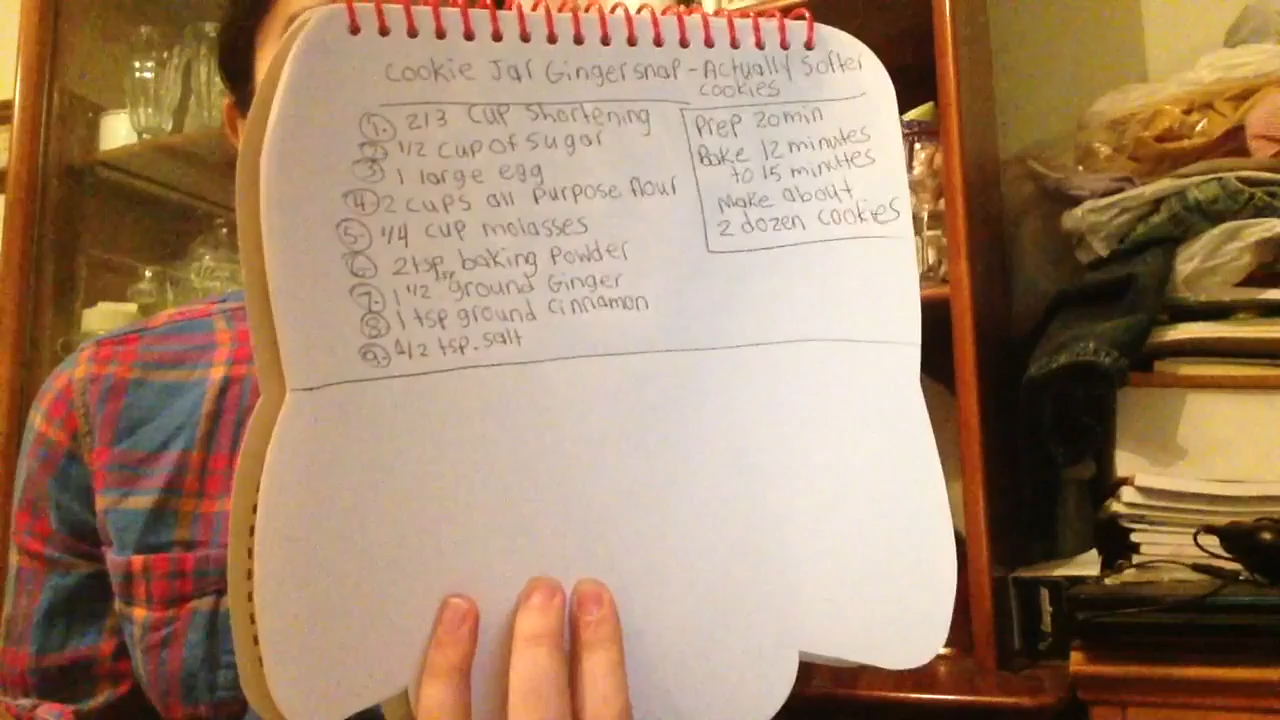 Cookie Jar Gingersnap - Actually Softer
cookies
1. 2/3 cup shortening
2 1/2 cup of sugar
3 1 large egg
4 2 cups all purpose flour
5. 1/4 cup molasses
6 2 tsp. baking powder
7. 1 1/2 " ground Ginger
8 1 tsp ground cinnamon
9. 1/2 tsp. salt
Prep 20 min
Bake 12 minutes
to 15 minutes
Make about
2 dozen cookies